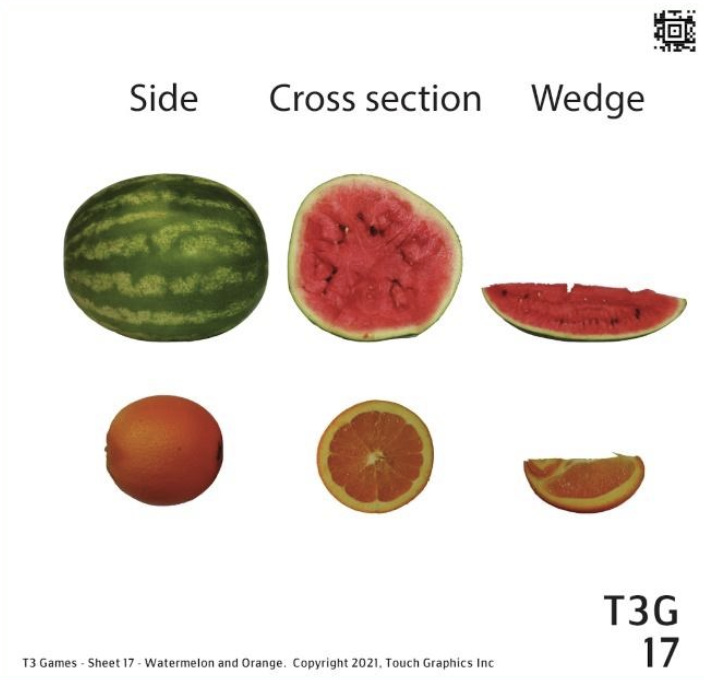 Side Cross section Wedge
T3G
17
T3 Games - Sheet 17 - Watermelon and Orange. Copyright 2021, Touch Graphics Inc